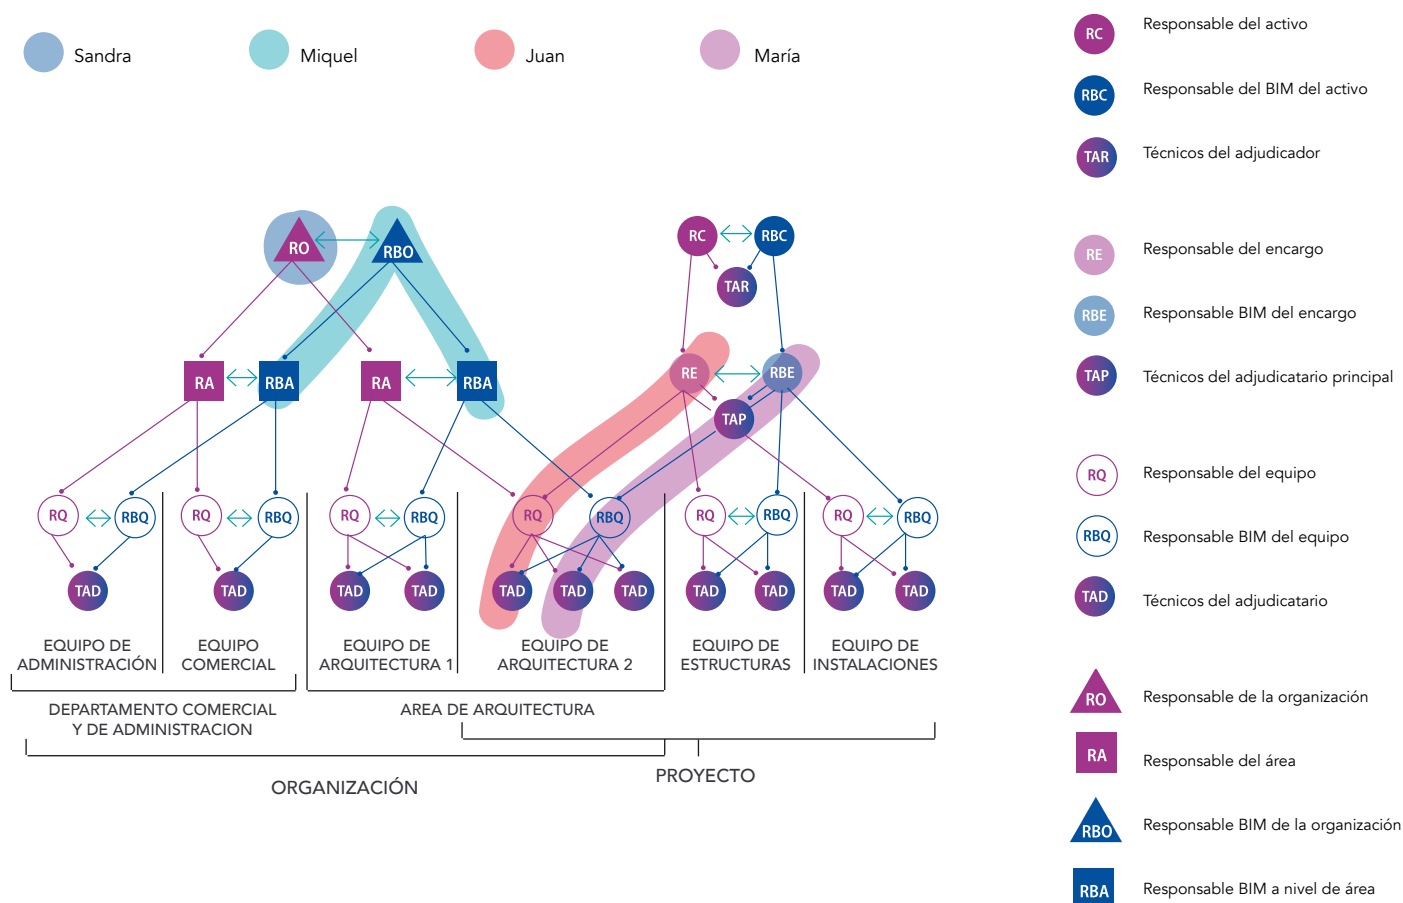 Sandra
Miquel
Juan
María
RO
RBO
RC
RBC
TAR
RA
RBA
RA
RBA
RE
RBE
TAP
RQ
RBQ
RQ
RBQ
RQ
RBQ
RQ
RBQ
RQ
RBQ
RQ
RBQ
TAD
TAD
TAD
TAD
TAD
TAD
TAD
TAD
TAD
TAD
TAD
EQUIPO DE
ADMINISTRACIÓN
EQUIPO
COMERCIAL
EQUIPO DE
ARQUITECTURA 1
EQUIPO DE
ARQUITECTURA 2
EQUIPO DE
ESTRUCTURAS
EQUIPO DE
INSTALACIONES
DEPARTAMENTO COMERCIAL
Y DE ADMINISTRACION
AREA DE ARQUITECTURA
ORGANIZACIÓN
PROYECTO
RC Responsable del activo
RBC Responsable del BIM del activo
TAR Técnicos del adjudicador
RE Responsable del encargo
RBE Responsable BIM del encargo
TAP Técnicos del adjudicatario principal
RQ Responsable del equipo
RBQ Responsable BIM del equipo
TAD Técnicos del adjudicatario
RO Responsable de la organización
RA Responsable del área
RBO Responsable BIM de la organización
RBA Responsable BIM a nivel de área